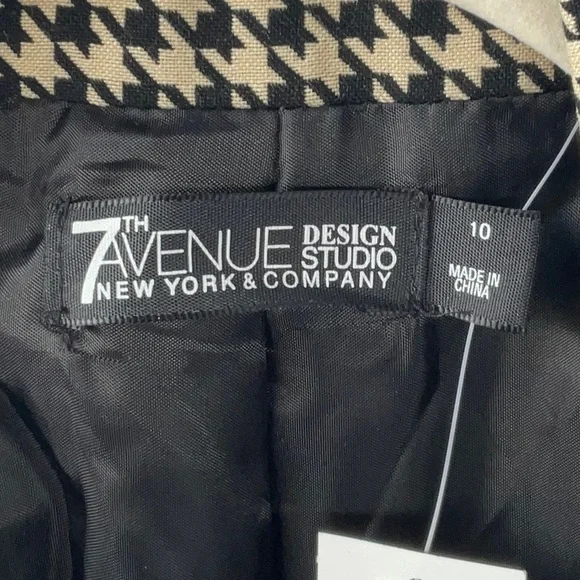 7TH AVENUE DESIGN STUDIO
NEW YORK & COMPANY
10
MADE IN
CHINA